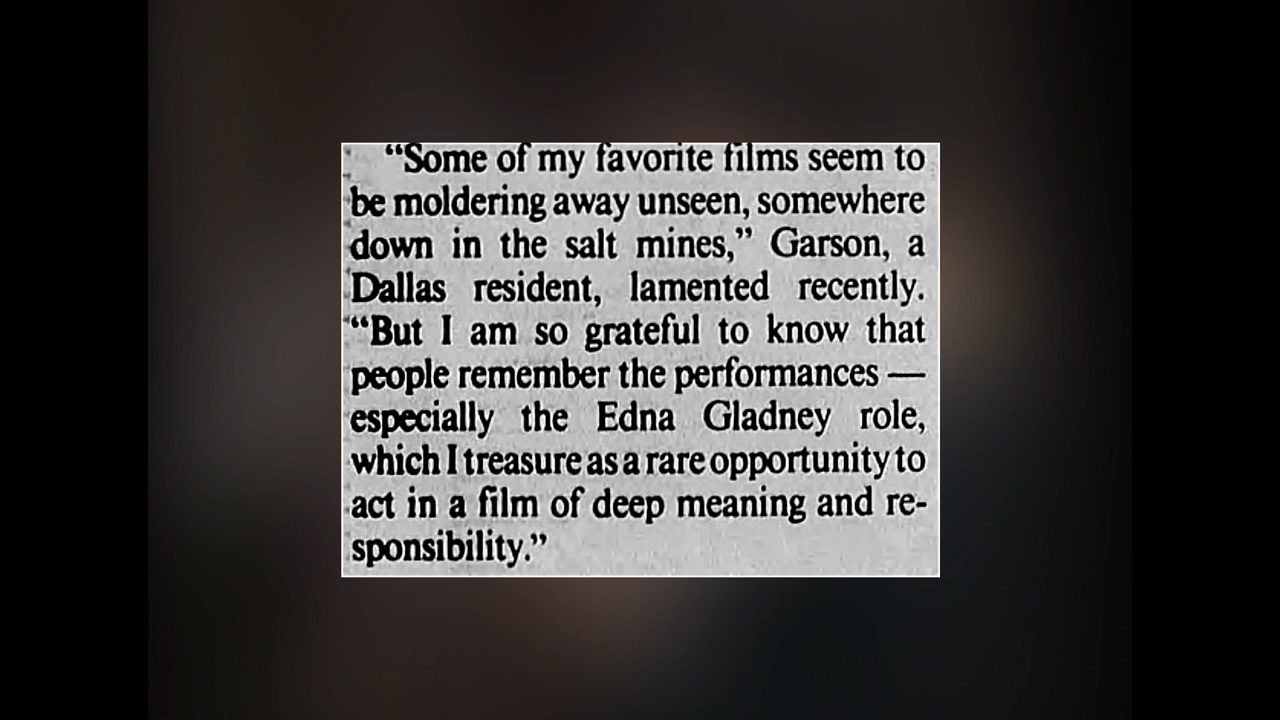 “Some of my favorite films seem to
be moldering away unseen, somewhere
down in the salt mines,” Garson, a
Dallas resident, lamented recently.
“But I am so grateful to know that
people remember the performances —
especially the Edna Gladney role,
which I treasure as a rare opportunity to
act in a film of deep meaning and re-
sponsibility.”